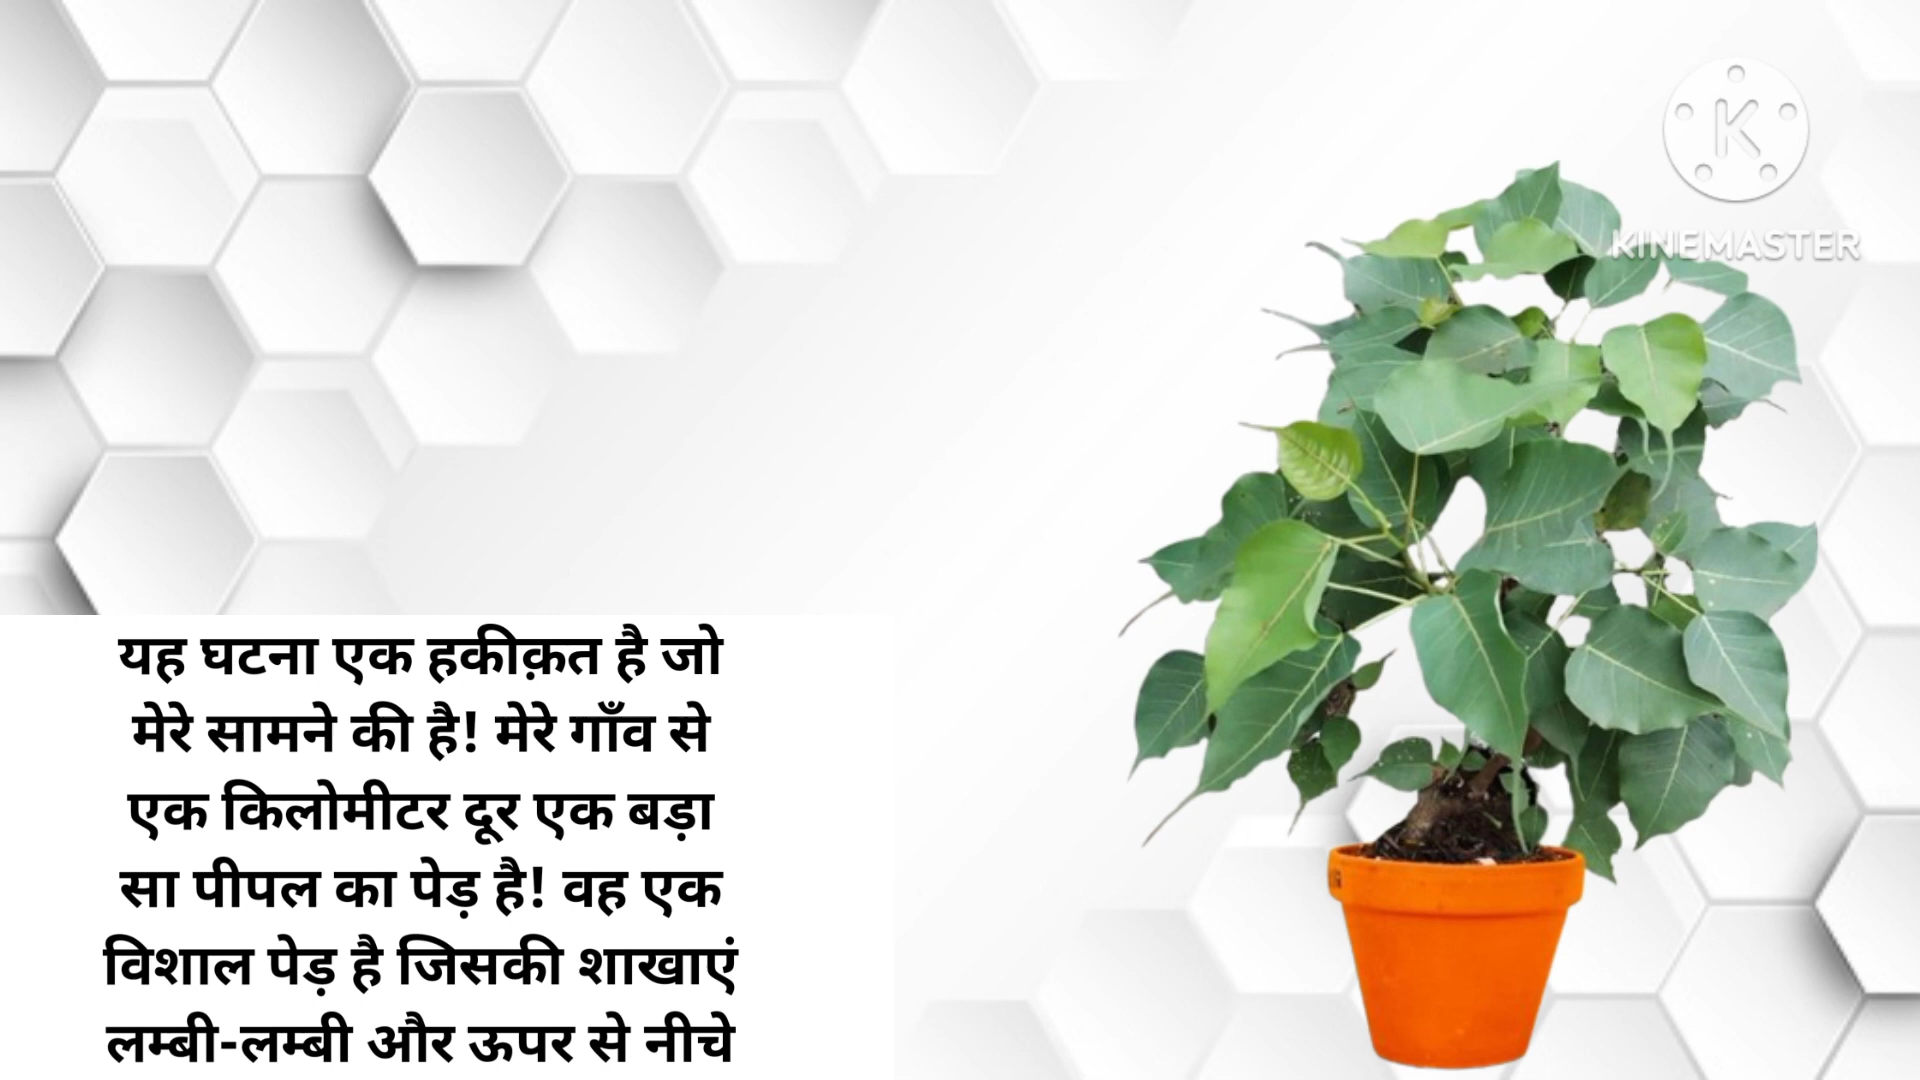 KINEMASTER
यह घटना एक हकीक़त है जो
मेरे सामने की है! मेरे गाँव से
एक किलोमीटर दूर एक बड़ा
सा पीपल का पेड़ है! वह एक
विशाल पेड़ है जिसकी शाखाएं
लम्बी-लम्बी और ऊपर से नीचे